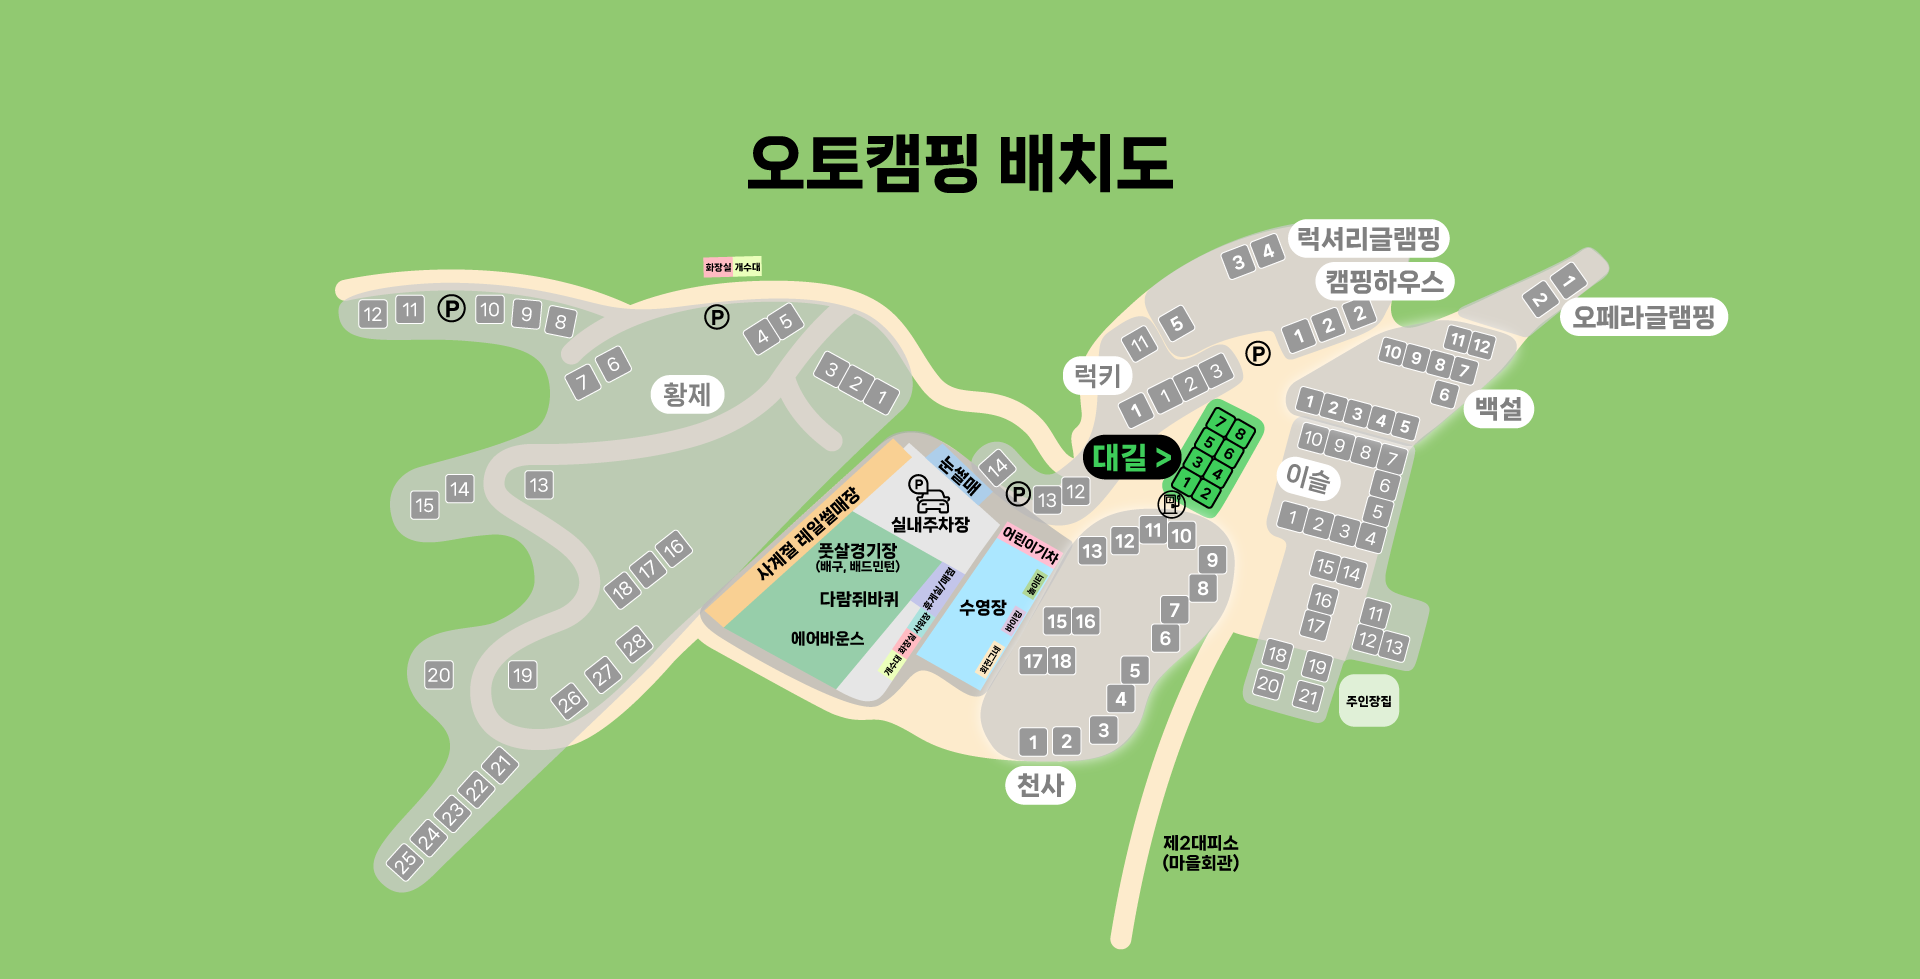 오토캠핑 배치도
럭셔리글램핑
3 4
캠핑하우스
5
1 2 2
오페라글램핑
2 1
화장실 개수대
12 11 P 10 9 8
P
4 5
7 6
3 2 1
황제
15 14 13
18 17 16
20 19
26 27 28
25 24 23 22 21
럭키
11
1 1 2 3
P
14
P
13 12
대길 >
7 8
5 6
3 4
1 2
11 12
10 9 8 7
6
백설
1 2 3 4 5
이슬
10 9 8 7
6
5
1 2 3 4
15 14
16
17
11
12 13
18 19
20 21
주인장집
사계절 레일썰매장
눈썰매
P
실내주차장
풋살경기장
(배구, 배드민턴)
다람쥐바퀴
에어바운스
휴게실/매점
샤워장
화장실
개수대
어린이기차
수영장
놀이터
바이킹
회전그네
13 12 11 10
9
8
7
6
15 16
17 18
5
4
3
1 2
천사
제2대피소
(마을회관)